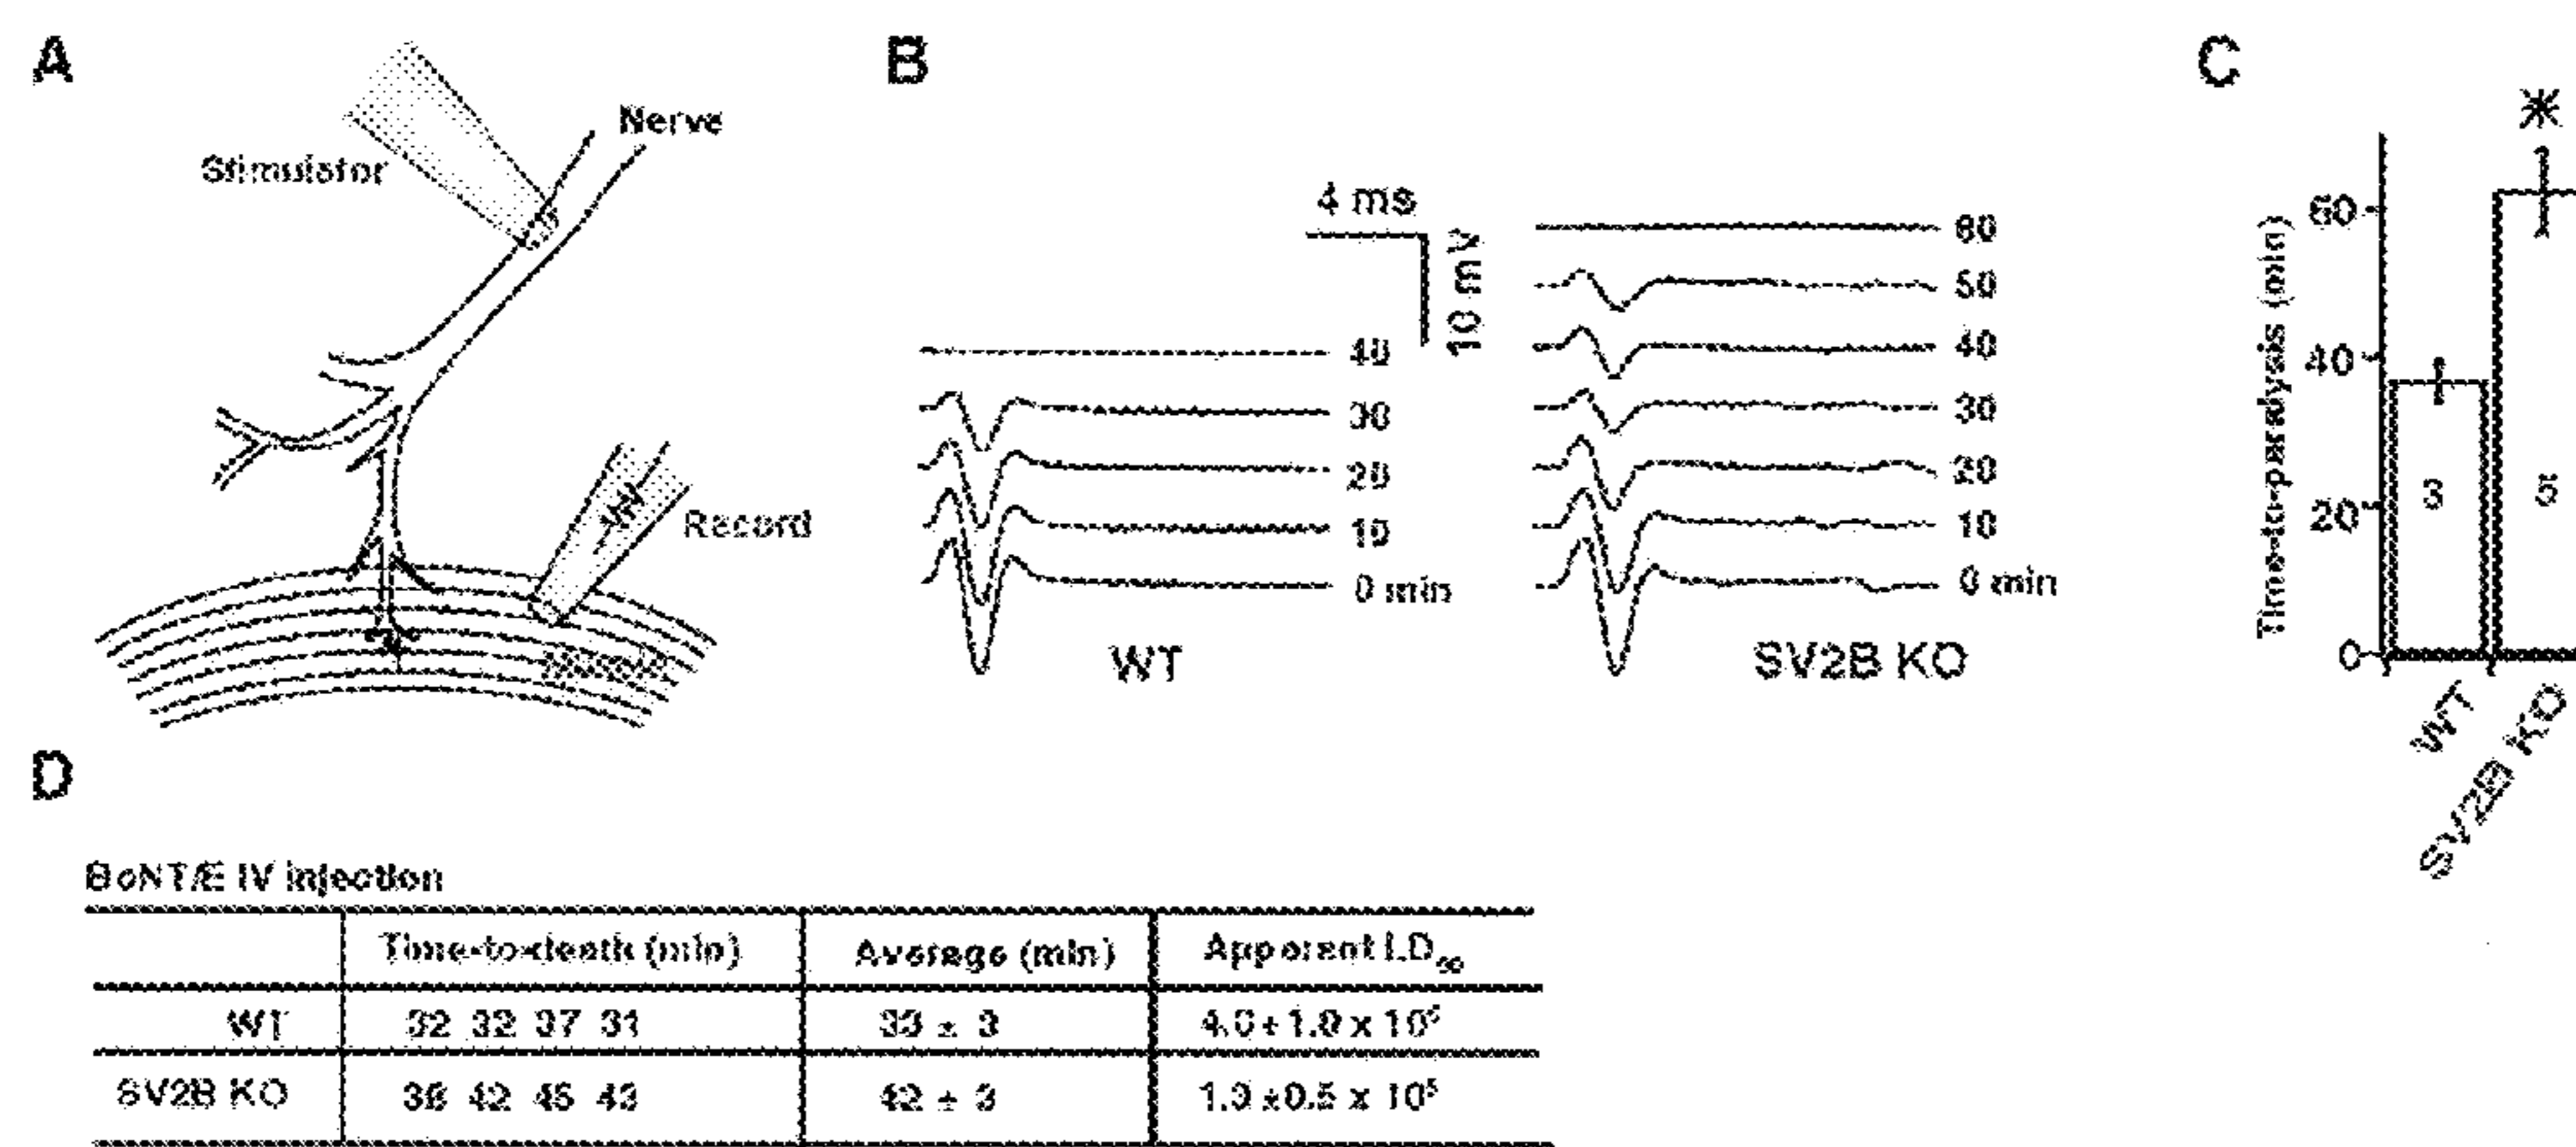 A
Stimulator
Nerve
Record
B
4 ms
10 mV
40
30
20
10
0 min
WT
60
50
40
30
20
10
0 min
SV2B KO
C
*
Time-to-paralysis (min)
60
40
20
0
3
5
WT
SV2B KO
D
BoNT/E IV injection
Time-to-death (min) Average (min) Apparent LD50
WT 32 32 37 31 33 ± 3
SV2B KO 42 45 43 42 ± 3